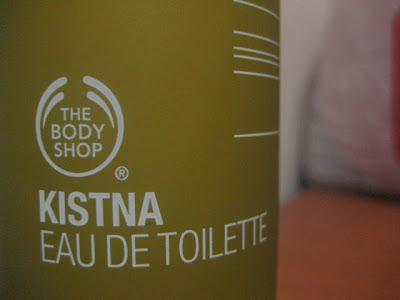 THE
BODY
SHOP
®
KISTNA
EAU DE TOILETTE